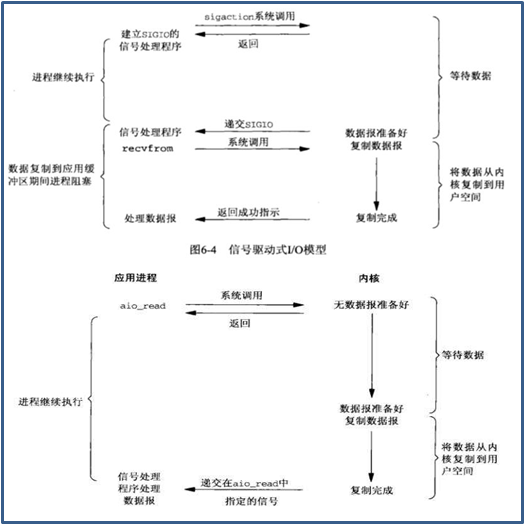 sigaction系统调用
建立SIGIO的
信号处理程序
返回
进程继续执行
等待数据
递交SIGIO
信号处理程序
数据报准备好
recvfrom
系统调用
复制数据报
数据复制到应用缓
冲区期间进程阻塞
将数据从内
核复制到用
户空间
处理数据报
返回成功指示
复制完成
图6-4 信号驱动式I/O模型
应用进程
内核
aio_read
系统调用
无数据报准备好
返回
等待数据
进程继续执行
数据报准备好
复制数据报
将数据从内
核复制到用
户空间
信号处理
程序处理
数据报
递交在aio_read中
指定的信号
复制完成